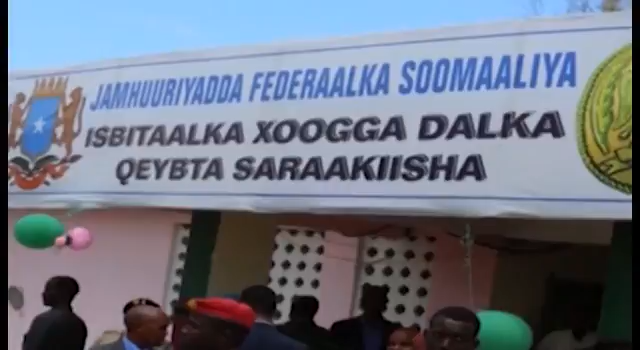 JAMHUURIYADDA FEDERAALKA SOOMAALIYA
ISBITAALKA XOOGGA DALKA
QEYBTA SARAAKIISHA